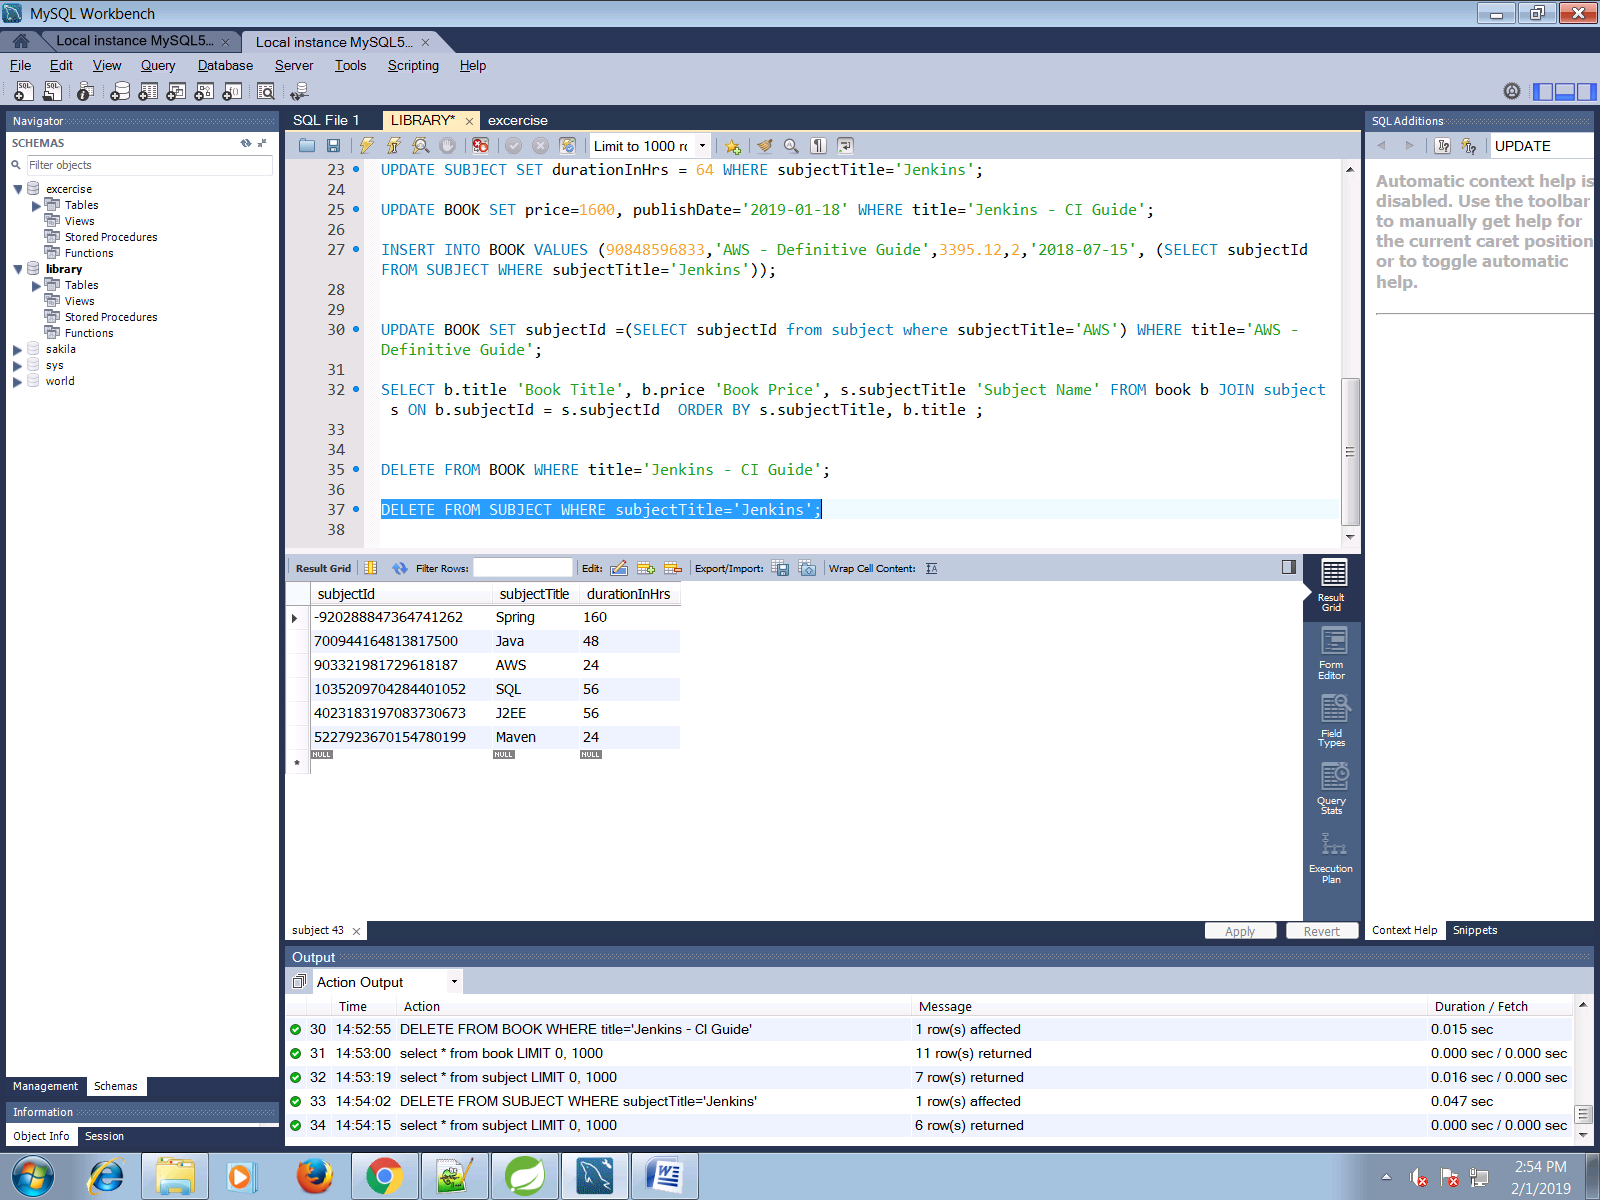 MySQL Workbench
Local instance MySQL5... ×
Local instance MySQL5... ×
File Edit View Query Database Server Tools Scripting Help
Navigator
SCHEMAS
Filter objects
excercise
Tables
Views
Stored Procedures
Functions
library
Tables
Views
Stored Procedures
Functions
sakila
sys
world
Management Schemas
Information
Object Info Session
SQL File 1 LIBRARY* × excercise
Limit to 1000 rc
23 UPDATE SUBJECT SET durationInHrs = 64 WHERE subjectTitle='Jenkins';
24
25 UPDATE BOOK SET price=1600, publishDate='2019-01-18' WHERE title='Jenkins - CI Guide';
26
27 INSERT INTO BOOK VALUES (90848596833,'AWS - Definitive Guide',3395.12,2,'2018-07-15', (SELECT subjectId
FROM SUBJECT WHERE subjectTitle='Jenkins'));
28
29
30 UPDATE BOOK SET subjectId =(SELECT subjectId from subject where subjectTitle='AWS') WHERE title='AWS -
Definitive Guide';
31
32 SELECT b.title 'Book Title', b.price 'Book Price', s.subjectTitle 'Subject Name' FROM book b JOIN subject
s ON b.subjectId = s.subjectId  ORDER BY s.subjectTitle, b.title ;
33
34
35 DELETE FROM BOOK WHERE title='Jenkins - CI Guide';
36
37 DELETE FROM SUBJECT WHERE subjectTitle='Jenkins';
38
Result Grid Filter Rows: Edit: Export/Import: Wrap Cell Content: IA
subjectId subjectTitle durationInHrs
-920288847364741262 Spring 160
700944164813817500 Java 48
903321981729618187 AWS 24
1035209704284401052 SQL 56
4023183197083730673 J2EE 56
5227923670154780199 Maven 24
* NULL NULL NULL
Result
Grid
Form
Editor
Field
Types
Query
Stats
Execution
Plan
subject 43 ×
Apply Revert
SQL Additions
UPDATE
Automatic context help is
disabled. Use the toolbar
to manually get help for
the current caret position
or to toggle automatic
help.
Context Help Snippets
Output
Action Output
Time Action Message Duration / Fetch
30 14:52:55 DELETE FROM BOOK WHERE title='Jenkins - CI Guide' 1 row(s) affected 0.015 sec
31 14:53:00 select * from book LIMIT 0, 1000 11 row(s) returned 0.000 sec / 0.000 sec
32 14:53:19 select * from subject LIMIT 0, 1000 7 row(s) returned 0.016 sec / 0.000 sec
33 14:54:02 DELETE FROM SUBJECT WHERE subjectTitle='Jenkins' 1 row(s) affected 0.047 sec
34 14:54:15 select * from subject LIMIT 0, 1000 6 row(s) returned 0.000 sec / 0.000 sec
2:54 PM
2/1/2019